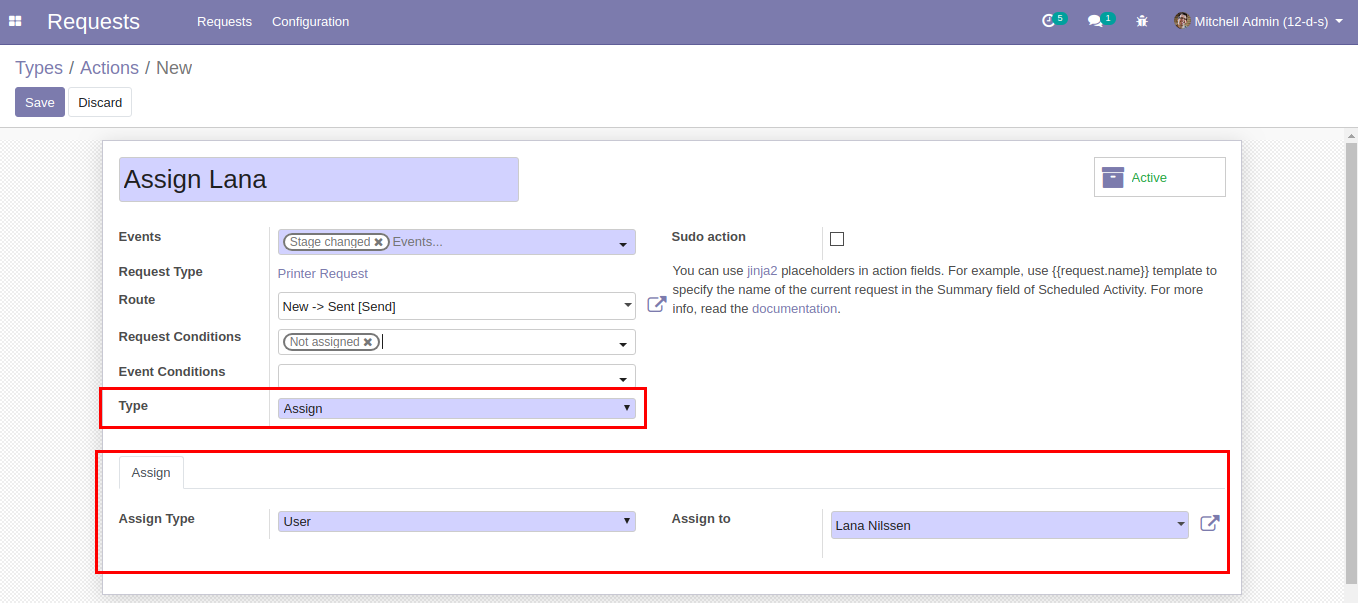 Requests Requests Configuration 5 1 Mitchell Admin (12-d-s)
Types / Actions / New
Save Discard
Assign Lana Active
Events Stage changed Events... Sudo action
Request Type Printer Request
Route New -> Sent [Send]
Request Conditions Not assigned
Event Conditions
Type Assign
You can use jinja2 placeholders in action fields. For example, use {{request.name}} template to
specify the name of the current request in the Summary field of Scheduled Activity. For more
info, read the documentation.
Assign
Assign Type User Assign to Lana Nilssen